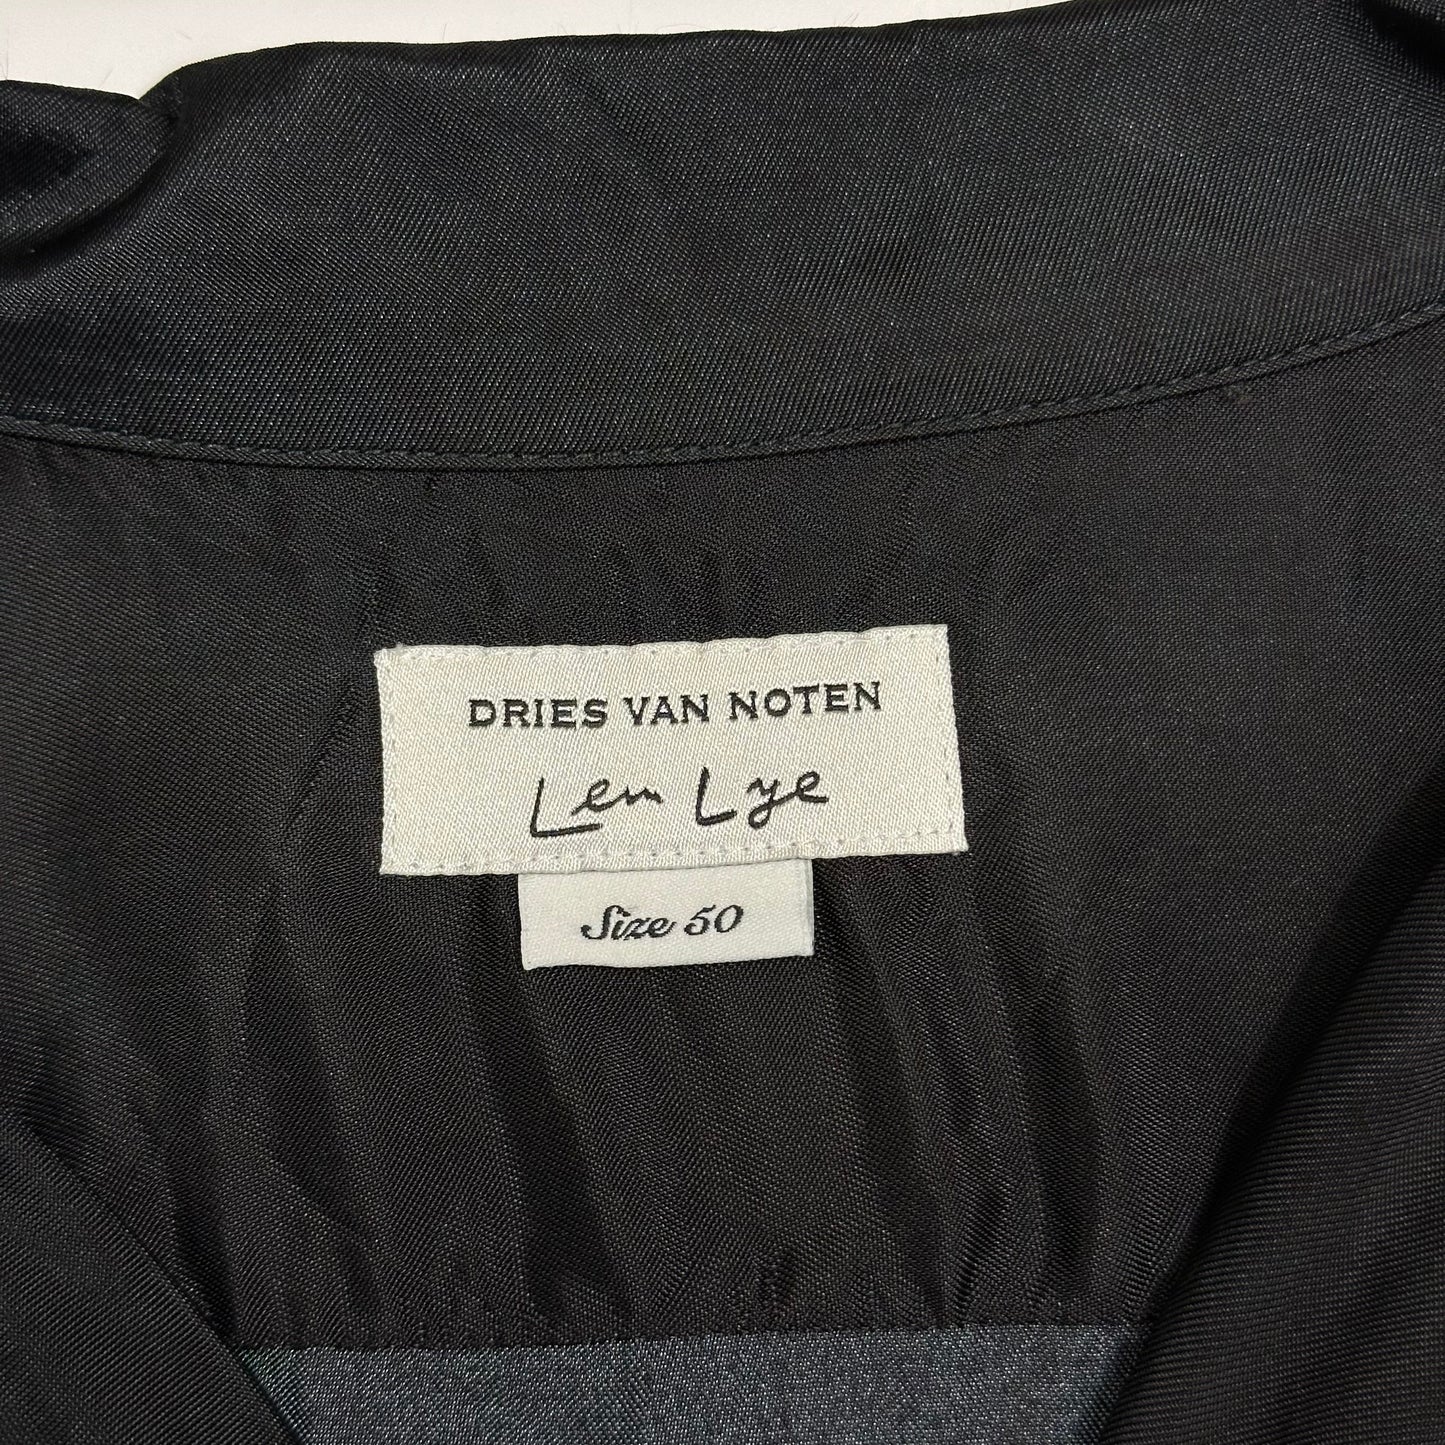 DRIES VAN NOTEN
Len Lye
Size 50